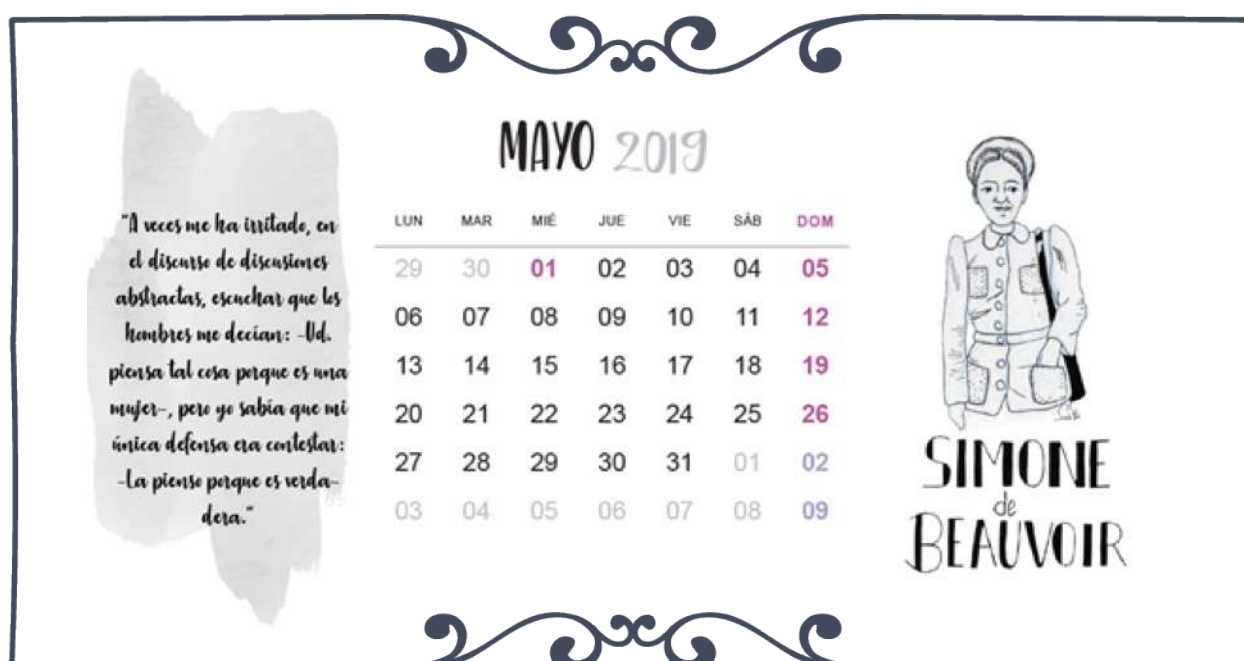 "A veces me ha irritado, en
el discurso de discusiones
abstractas, escuchar que los
hombres me decían: -Ud.
piensa tal cosa porque es una
mujer-, pero yo sabía que mi
única defensa era contestar:
-La pienso porque es verda-
dera."
MAYO 2019
LUN MAR MIÉ JUE VIE SÁB DOM
29 30 01 02 03 04 05
06 07 08 09 10 11 12
13 14 15 16 17 18 19
20 21 22 23 24 25 26
27 28 29 30 31 01 02
03 04 05 06 07 08 09
SIMONE
de
BEAUVOIR